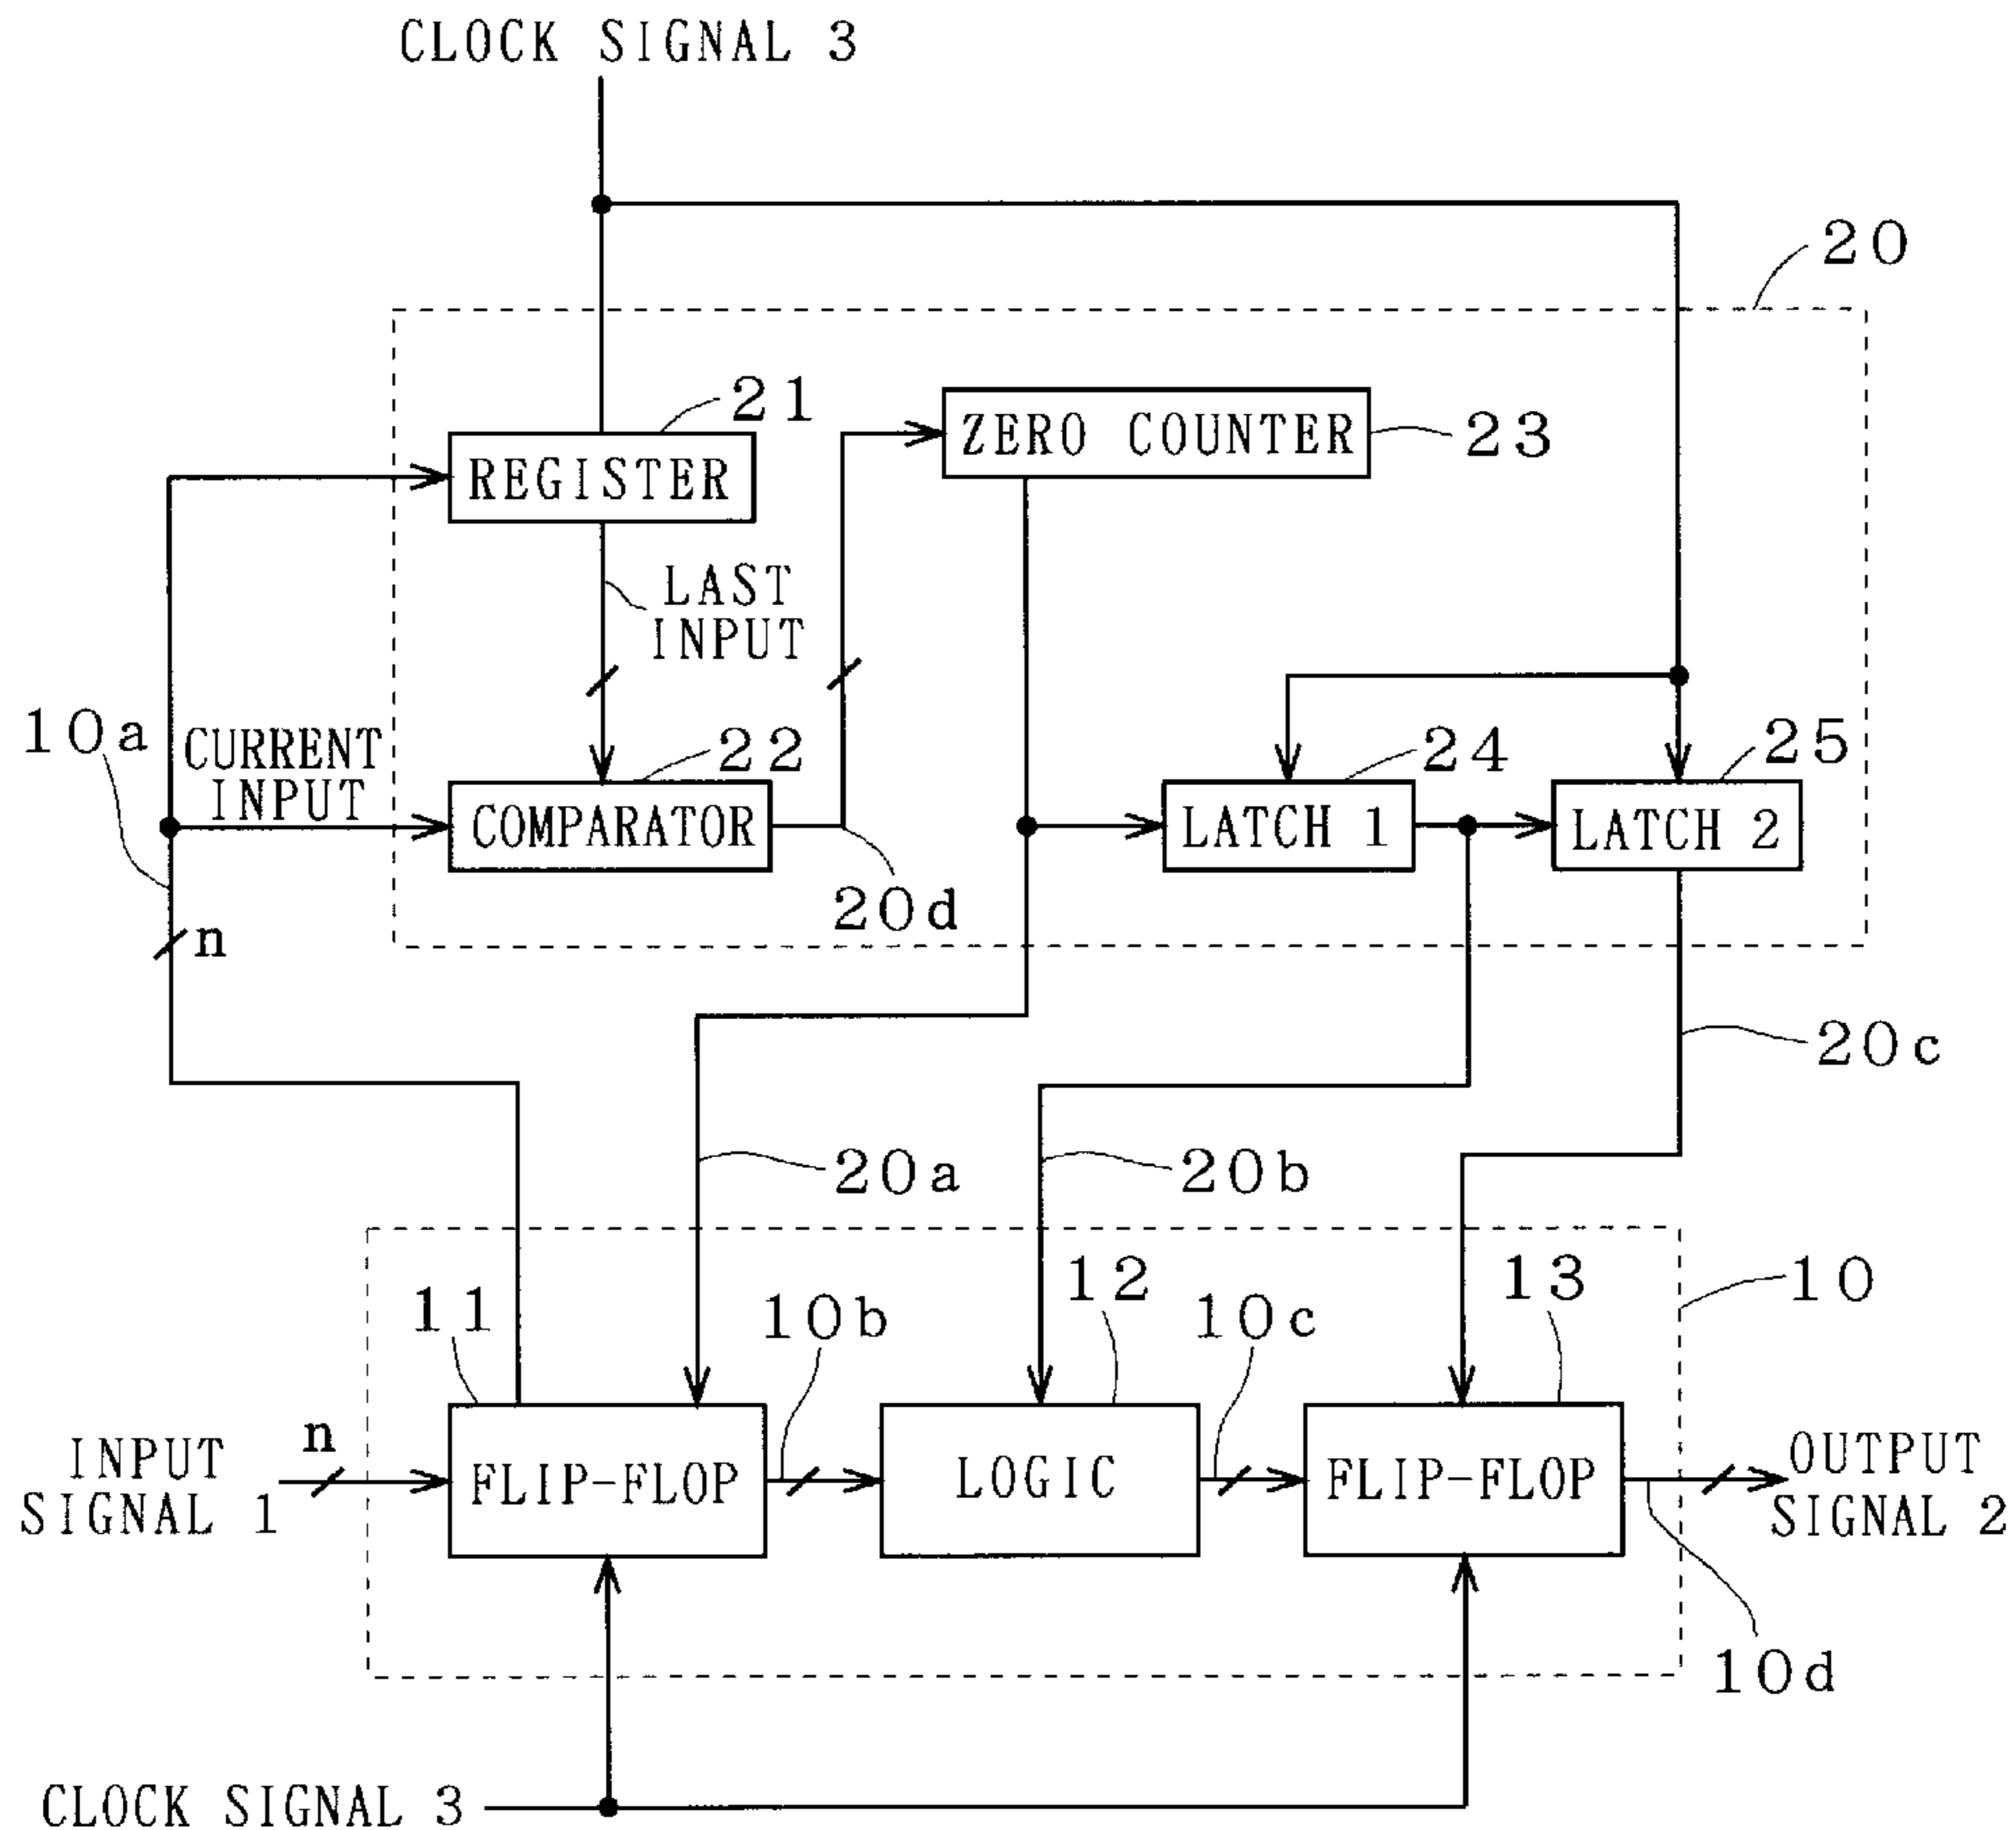 CLOCK SIGNAL 3
20
21
REGISTER
ZERO COUNTER
23
LAST
INPUT
10a
CURRENT
INPUT
22
COMPARATOR
24
LATCH 1
25
LATCH 2
20d
n
20c
20a
20b
11
10b
12
10c
13
10
INPUT
SIGNAL 1
n
FLIP-FLOP
LOGIC
FLIP-FLOP
OUTPUT
SIGNAL 2
10d
CLOCK SIGNAL 3